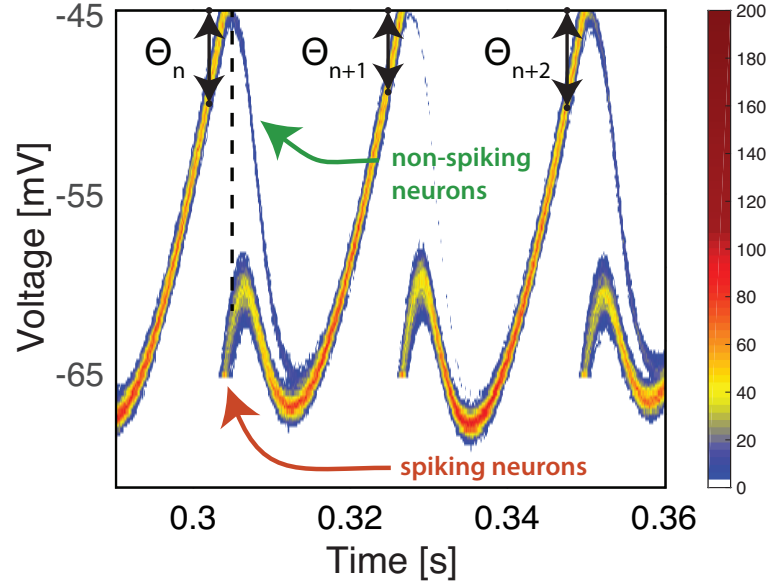 -45
-55
-65
Voltage [mV]
Θn
Θn+1
Θn+2
non-spiking
neurons
spiking neurons
0.3
0.32
0.34
0.36
Time [s]
200
180
160
140
120
100
80
60
40
20
0